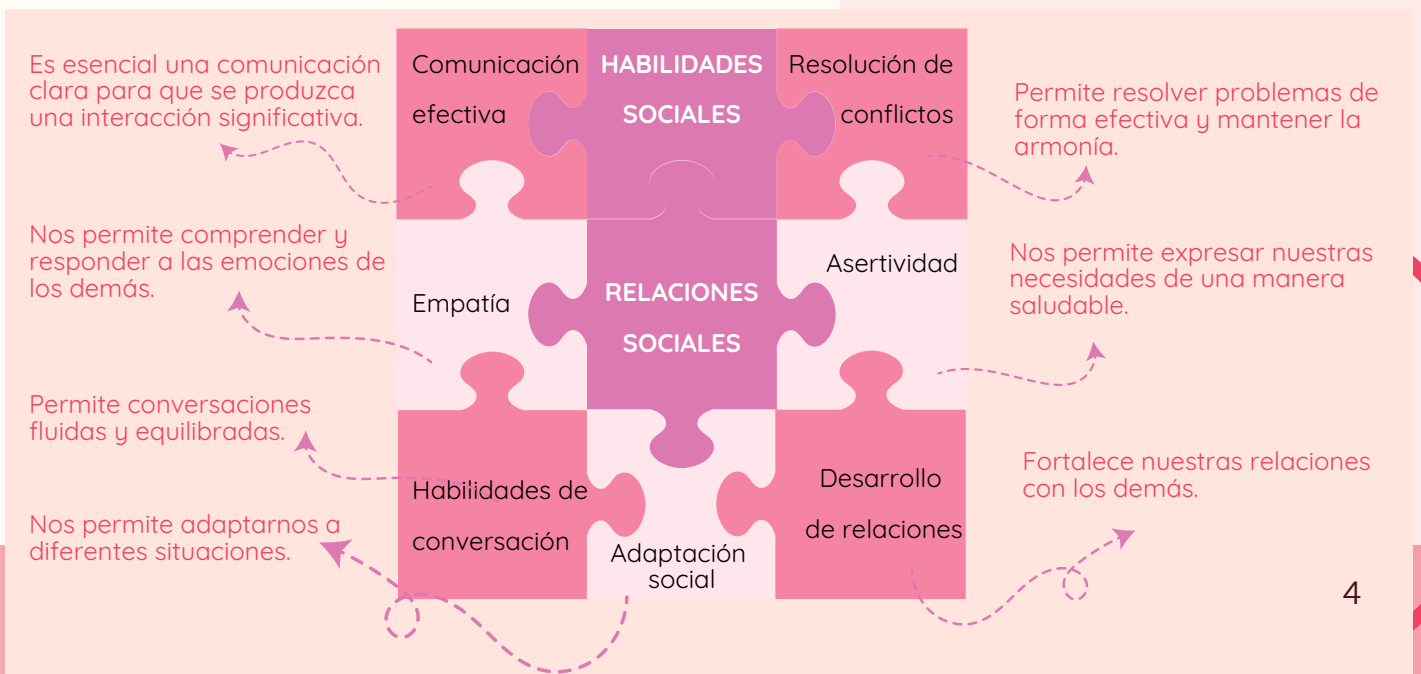 Es esencial una comunicación
clara para que se produzca
una interacción significativa.
Comunicación
efectiva
HABILIDADES
SOCIALES
Resolución de
conflictos
Permite resolver problemas de
forma efectiva y mantener la
armonía.
Nos permite comprender y
responder a las emociones de
los demás.
Empatía
RELACIONES
SOCIALES
Asertividad
Nos permite expresar nuestras
necesidades de una manera
saludable.
Permite conversaciones
fluidas y equilibradas.
Habilidades de
conversación
Nos permite adaptarnos a
diferentes situaciones.
Adaptación
social
Desarrollo
de relaciones
Fortalece nuestras relaciones
con los demás.
4